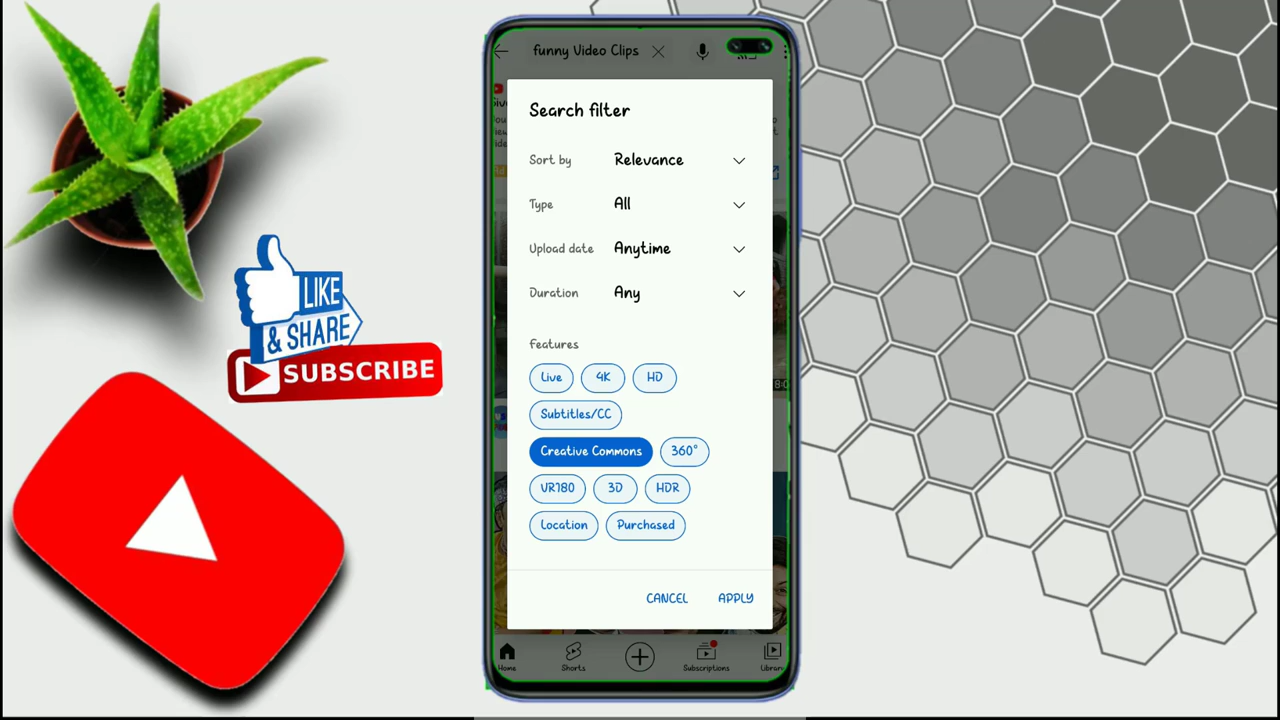 funny Video Clips
Search filter
Sort by Relevance
Type All
Upload date Anytime
Duration Any
features
Live 4K HD
Subtitles/CC
Creative Commons 360°
VR180 3D HDR
Location Purchased
CANCEL APPLY
Home Shorts Subscriptions Librar
LIKE
& SHARE
SUBSCRIBE